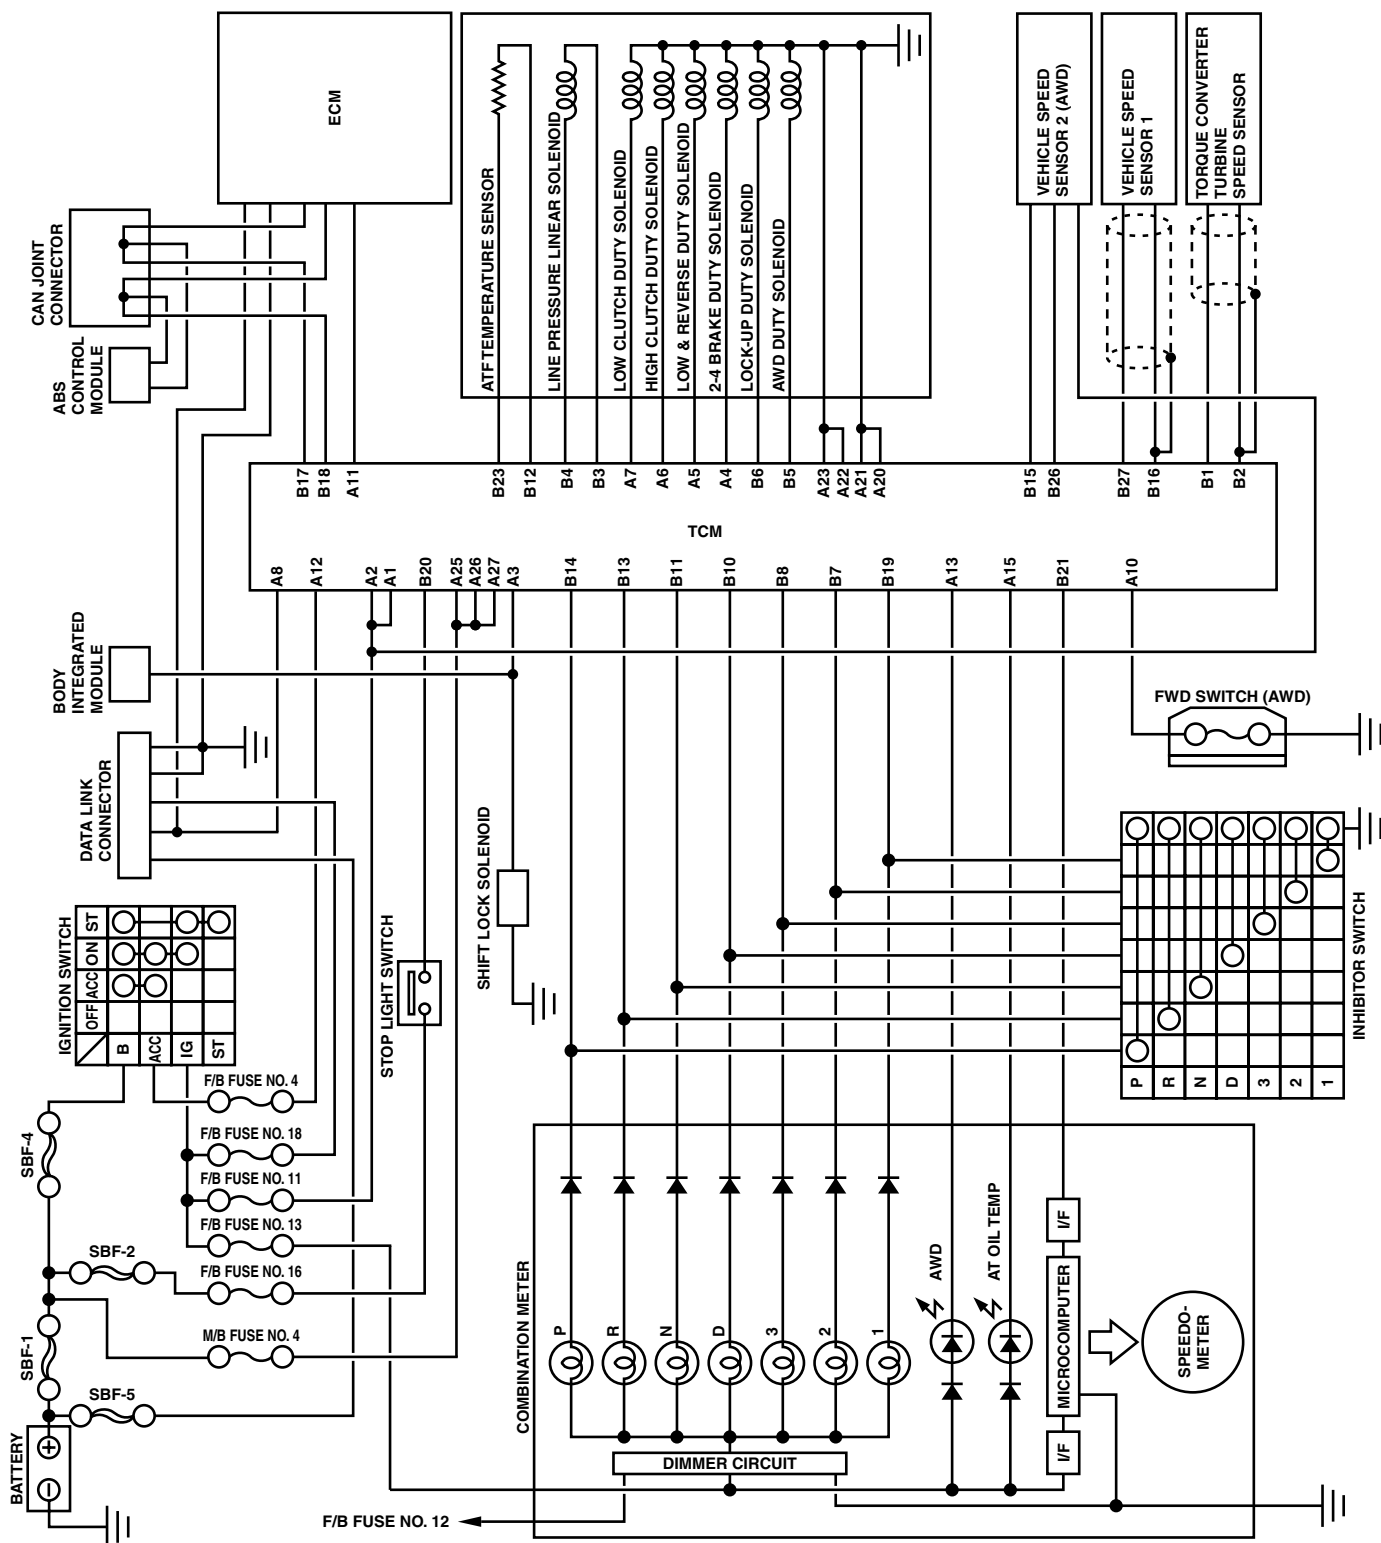 ECM
CAN JOINT
CONNECTOR
ABS
CONTROL
MODULE
ATF TEMPERATURE SENSOR
LINE PRESSURE LINEAR SOLENOID
LOW CLUTCH DUTY SOLENOID
HIGH CLUTCH DUTY SOLENOID
LOW & REVERSE DUTY SOLENOID
2-4 BRAKE DUTY SOLENOID
LOCK-UP DUTY SOLENOID
AWD DUTY SOLENOID
VEHICLE SPEED
SENSOR 2 (AWD)
VEHICLE SPEED
SENSOR 1
TORQUE CONVERTER
TURBINE
SPEED SENSOR
B17
B18
A11
B23
B12
B4
B3
A7
A6
A5
A4
B6
B5
A23
A22
A21
A20
B15
B26
B27
B16
B1
B2
TCM
A8
A12
A2
A1
B20
A25
A26
A27
A3
B14
B13
B11
B10
B8
B7
B19
A13
A15
B21
A10
BODY
INTEGRATED
MODULE
DATA LINK
CONNECTOR
FWD SWITCH (AWD)
SHIFT LOCK SOLENOID
STOP LIGHT SWITCH
IGNITION SWITCH
OFF
ACC
ON
ST
B
ACC
IG
ST
INHIBITOR SWITCH
P
R
N
D
3
2
1
F/B FUSE NO. 4
F/B FUSE NO. 18
F/B FUSE NO. 11
F/B FUSE NO. 13
F/B FUSE NO. 16
M/B FUSE NO. 4
SBF-4
SBF-2
SBF-1
SBF-5
BATTERY
COMBINATION METER
P
R
N
D
3
2
1
AWD
AT OIL TEMP
I/F
MICROCOMPUTER
I/F
SPEEDO-
METER
DIMMER CIRCUIT
F/B FUSE NO. 12